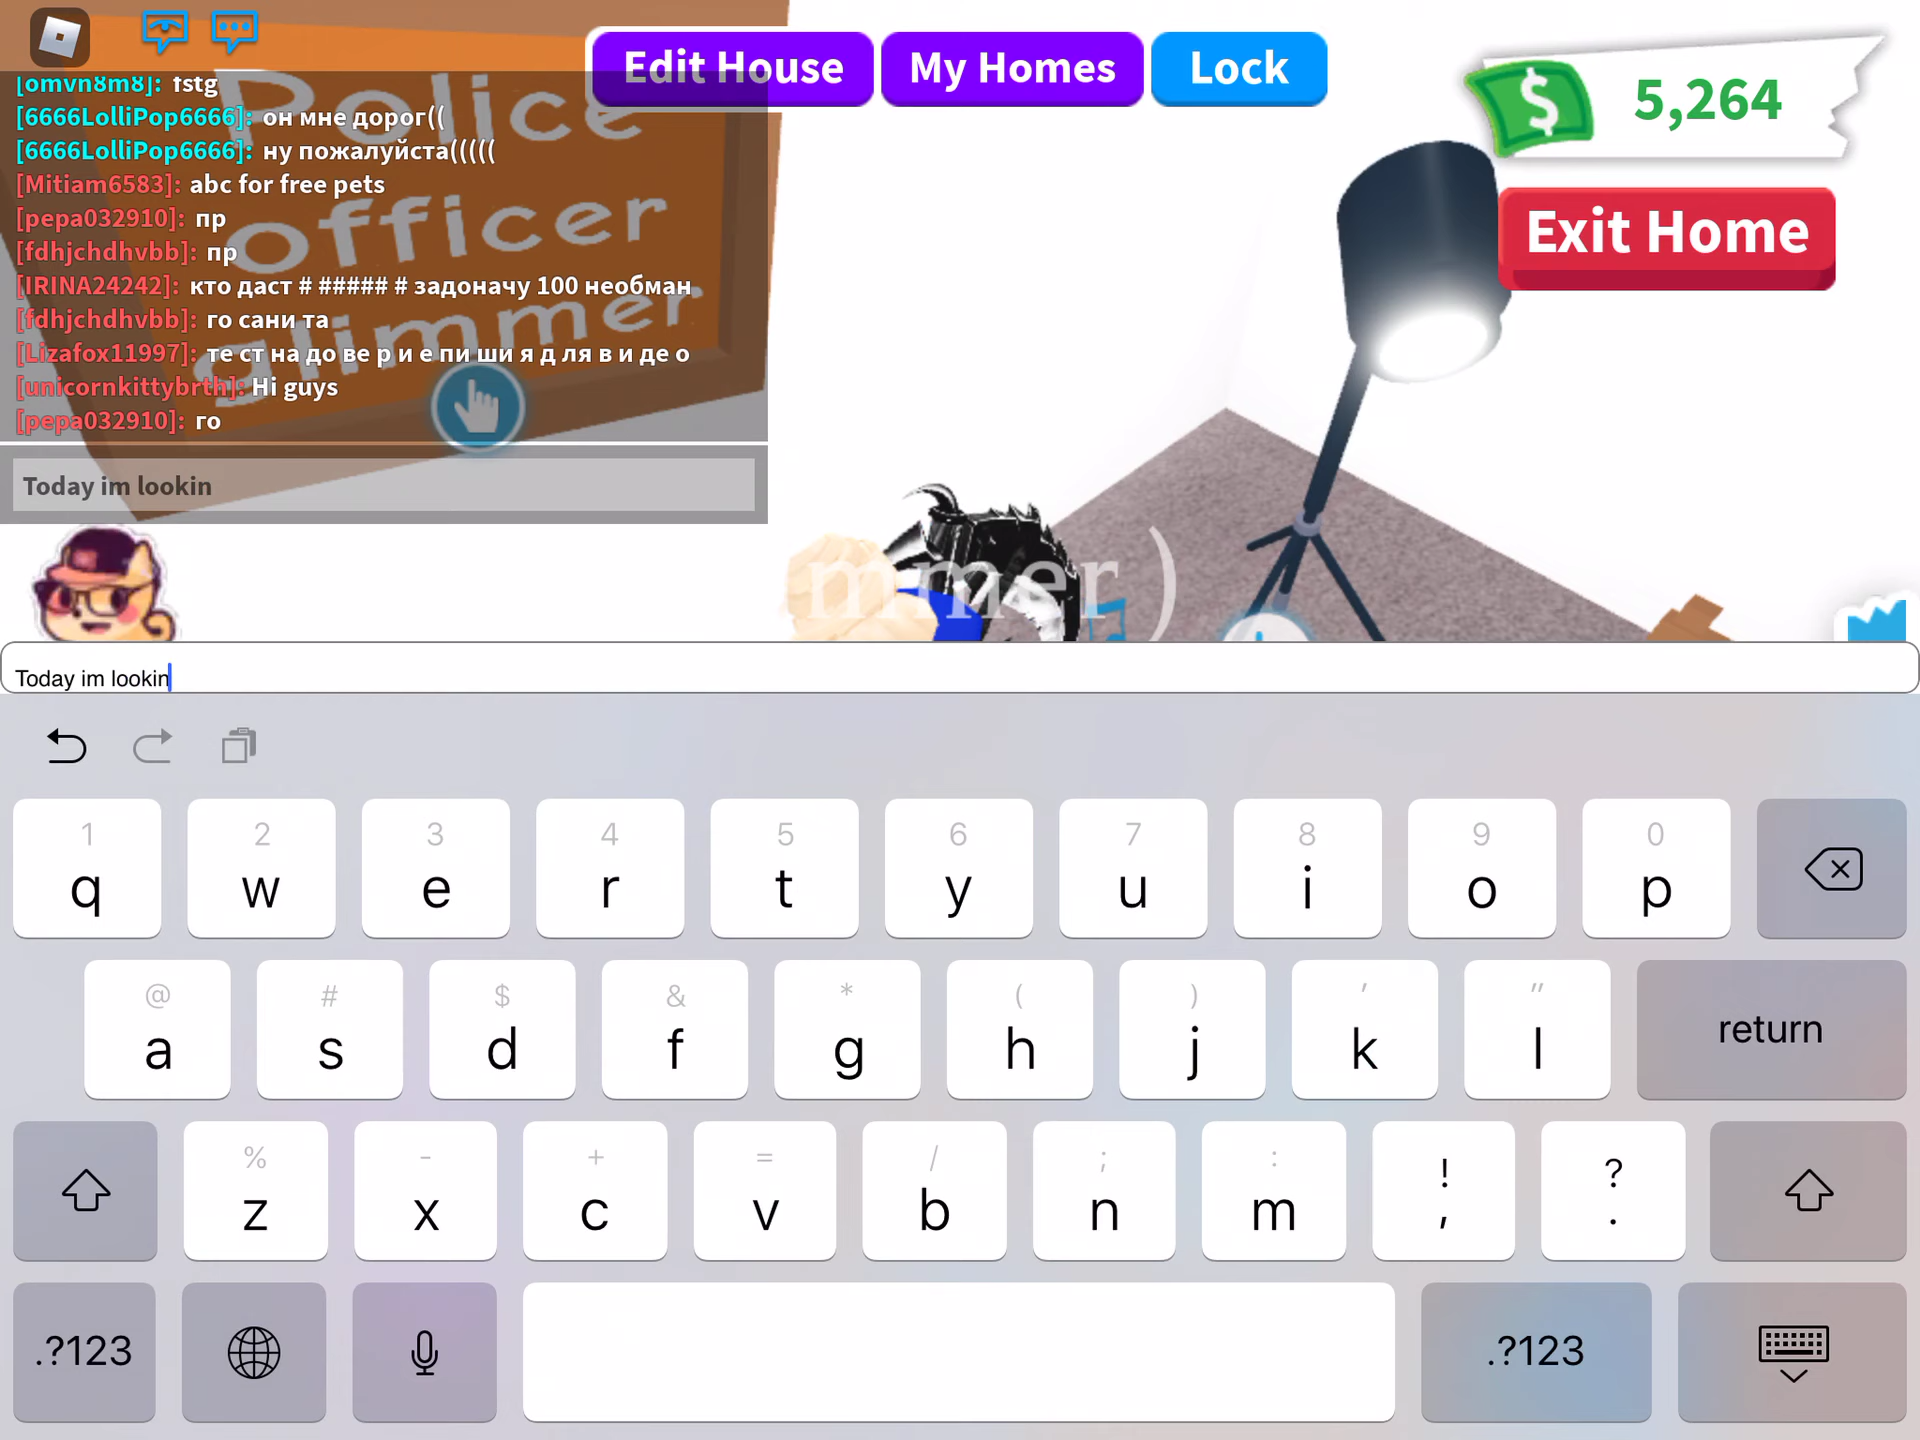 Edit House
My Homes
Lock
5,264
Exit Home
Police
officer
glimmer
[omvn8m8]: fstg
[6666LolliPop6666]: он мне дорог((
[6666LolliPop6666]: ну пожалуйста(((((
[Mitiam6583]: abc for free pets
[pepa032910]: пр
[fdhjchdhvbb]: пр
[IRINA24242]: кто даст # ##### # задоначу 100 необман
[fdhjchdhvbb]: го сани та
[Lizafox11997]: те ст на до ве р и е пи ши я д ля в и де о
[unicornkittybrth]: Hi guys
[pepa032910]: го
Today im lookin
mmer )
Today im lookin
1 2 3 4 5 6 7 8 9 0
q w e r t y u i o p
@ # $ & * ( ) ' "
a s d f g h j k l return
% - + = / ; : ! ?
z x c v b n m , .
.?123 .?123